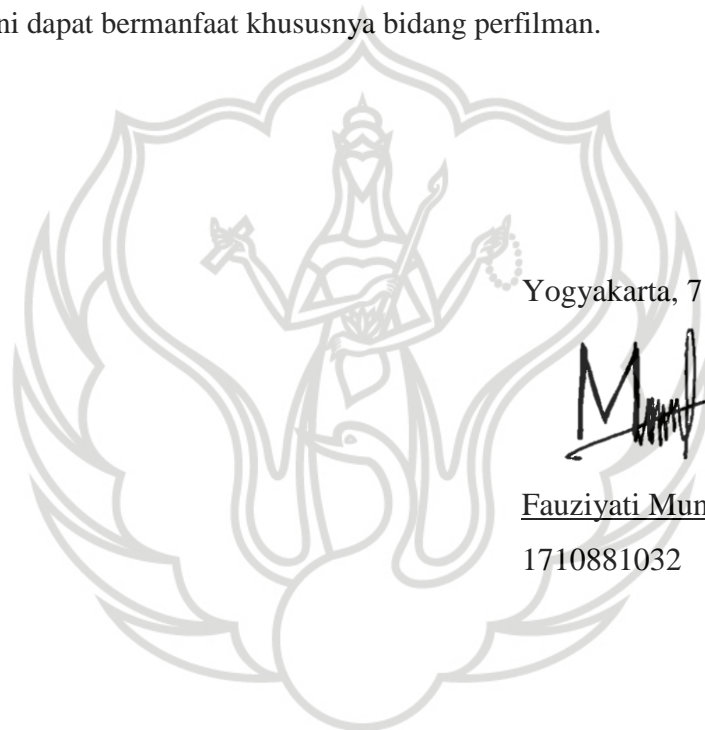 ni dapat bermanfaat khususnya bidang perfilman.
Yogyakarta, 7
Fauziyati Mun
1710881032